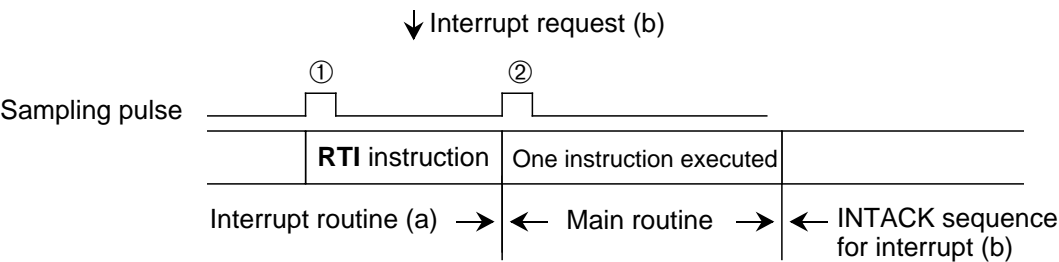 Interrupt request (b)
① ②
Sampling pulse
RTI instruction One instruction executed
Interrupt routine (a) Main routine INTACK sequence
for interrupt (b)